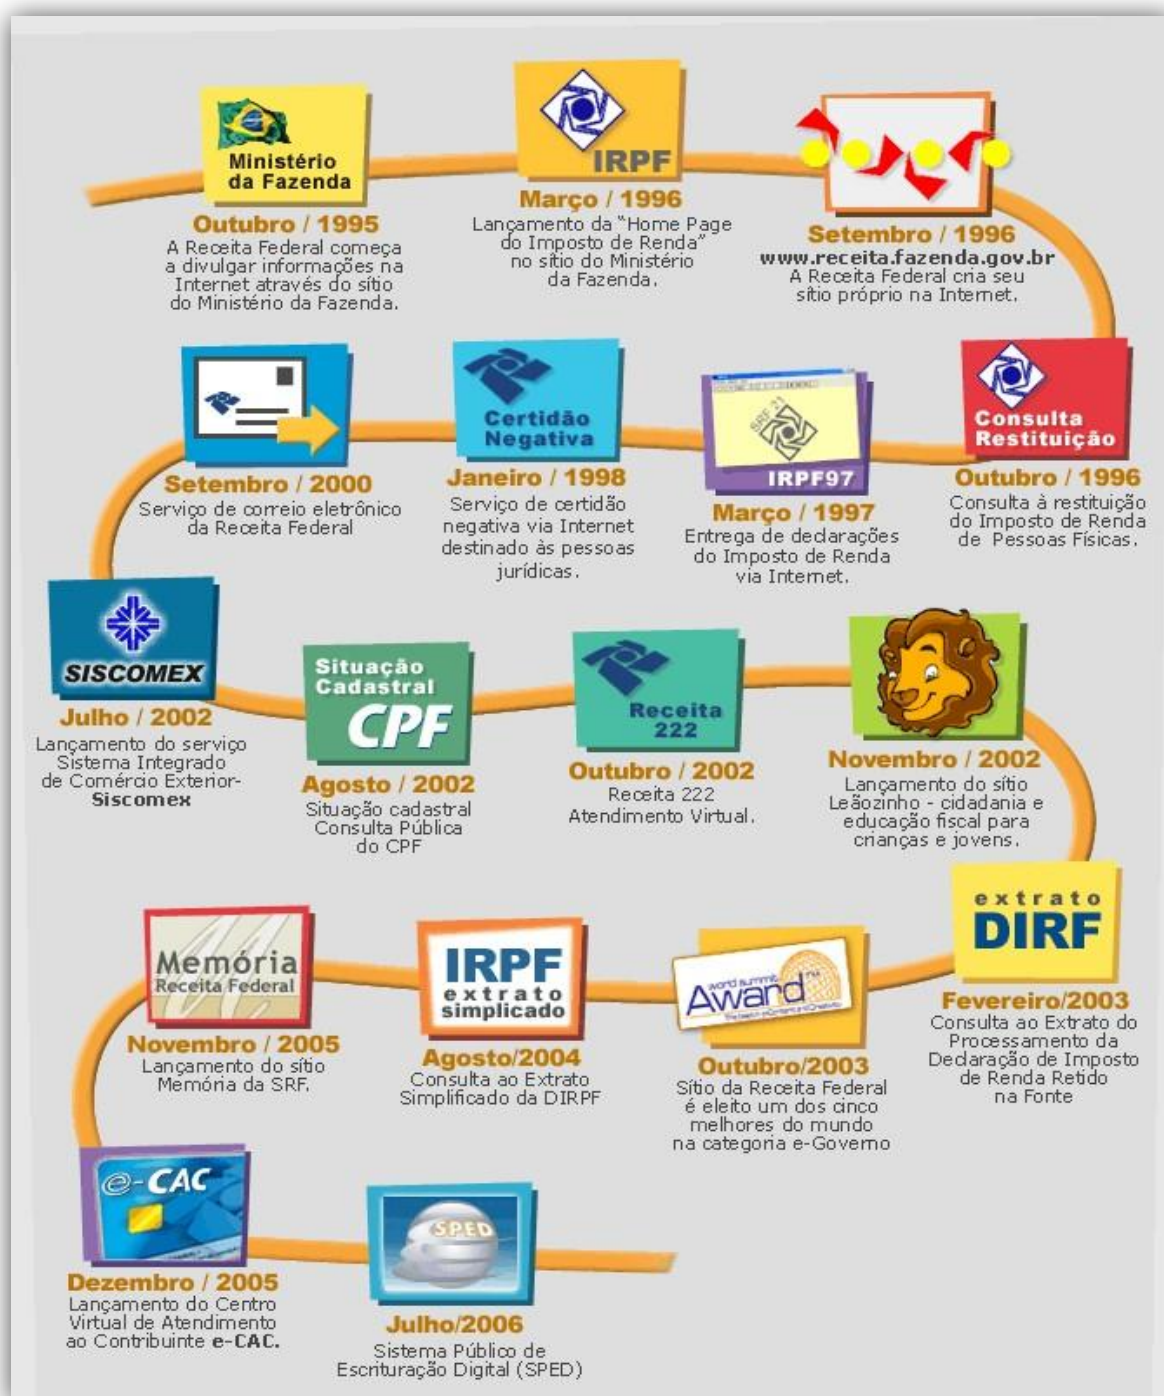 Ministério
da Fazenda
Outubro / 1995
A Receita Federal começa
a divulgar informações na
Internet através do sítio
do Ministério da Fazenda.
IRPF
Março / 1996
Lançamento da “Home Page
do Imposto de Renda”
no sítio do Ministério
da Fazenda.
Setembro / 1996
www.receita.fazenda.gov.br
A Receita Federal cria seu
sítio próprio na Internet.
Consulta
Restituição
Outubro / 1996
Consulta à restituição
do Imposto de Renda
de Pessoas Físicas.
SRF 21
IRPF97
Março / 1997
Entrega de declarações
do Imposto de Renda
via Internet.
Certidão
Negativa
Janeiro / 1998
Serviço de certidão
negativa via Internet
destinado às pessoas
jurídicas.
Setembro / 2000
Serviço de correio eletrônico
da Receita Federal
SISCOMEX
Julho / 2002
Lançamento do serviço
Sistema Integrado
de Comércio Exterior-
Siscomex
Situação
Cadastral
CPF
Agosto / 2002
Situação cadastral
Consulta Pública
do CPF
Receita
222
Outubro / 2002
Receita 222
Atendimento Virtual.
Novembro / 2002
Lançamento do sítio
Leãozinho - cidadania e
educação fiscal para
crianças e jovens.
extrato
DIRF
Fevereiro/2003
Consulta ao Extrato do
Processamento da
Declaração de Imposto
de Renda Retido
na Fonte
world summit
Award
Outubro/2003
Sítio da Receita Federal
é eleito um dos cinco
melhores do mundo
na categoria e-Governo
IRPF
extrato
simplicado
Agosto/2004
Consulta ao Extrato
Simplificado da DIRPF
Memória
Receita Federal
Novembro / 2005
Lançamento do sítio
Memória da SRF.
e-CAC
Dezembro / 2005
Lançamento do Centro
Virtual de Atendimento
ao Contribuinte e-CAC.
SPED
Julho/2006
Sistema Público de
Escrituração Digital (SPED)